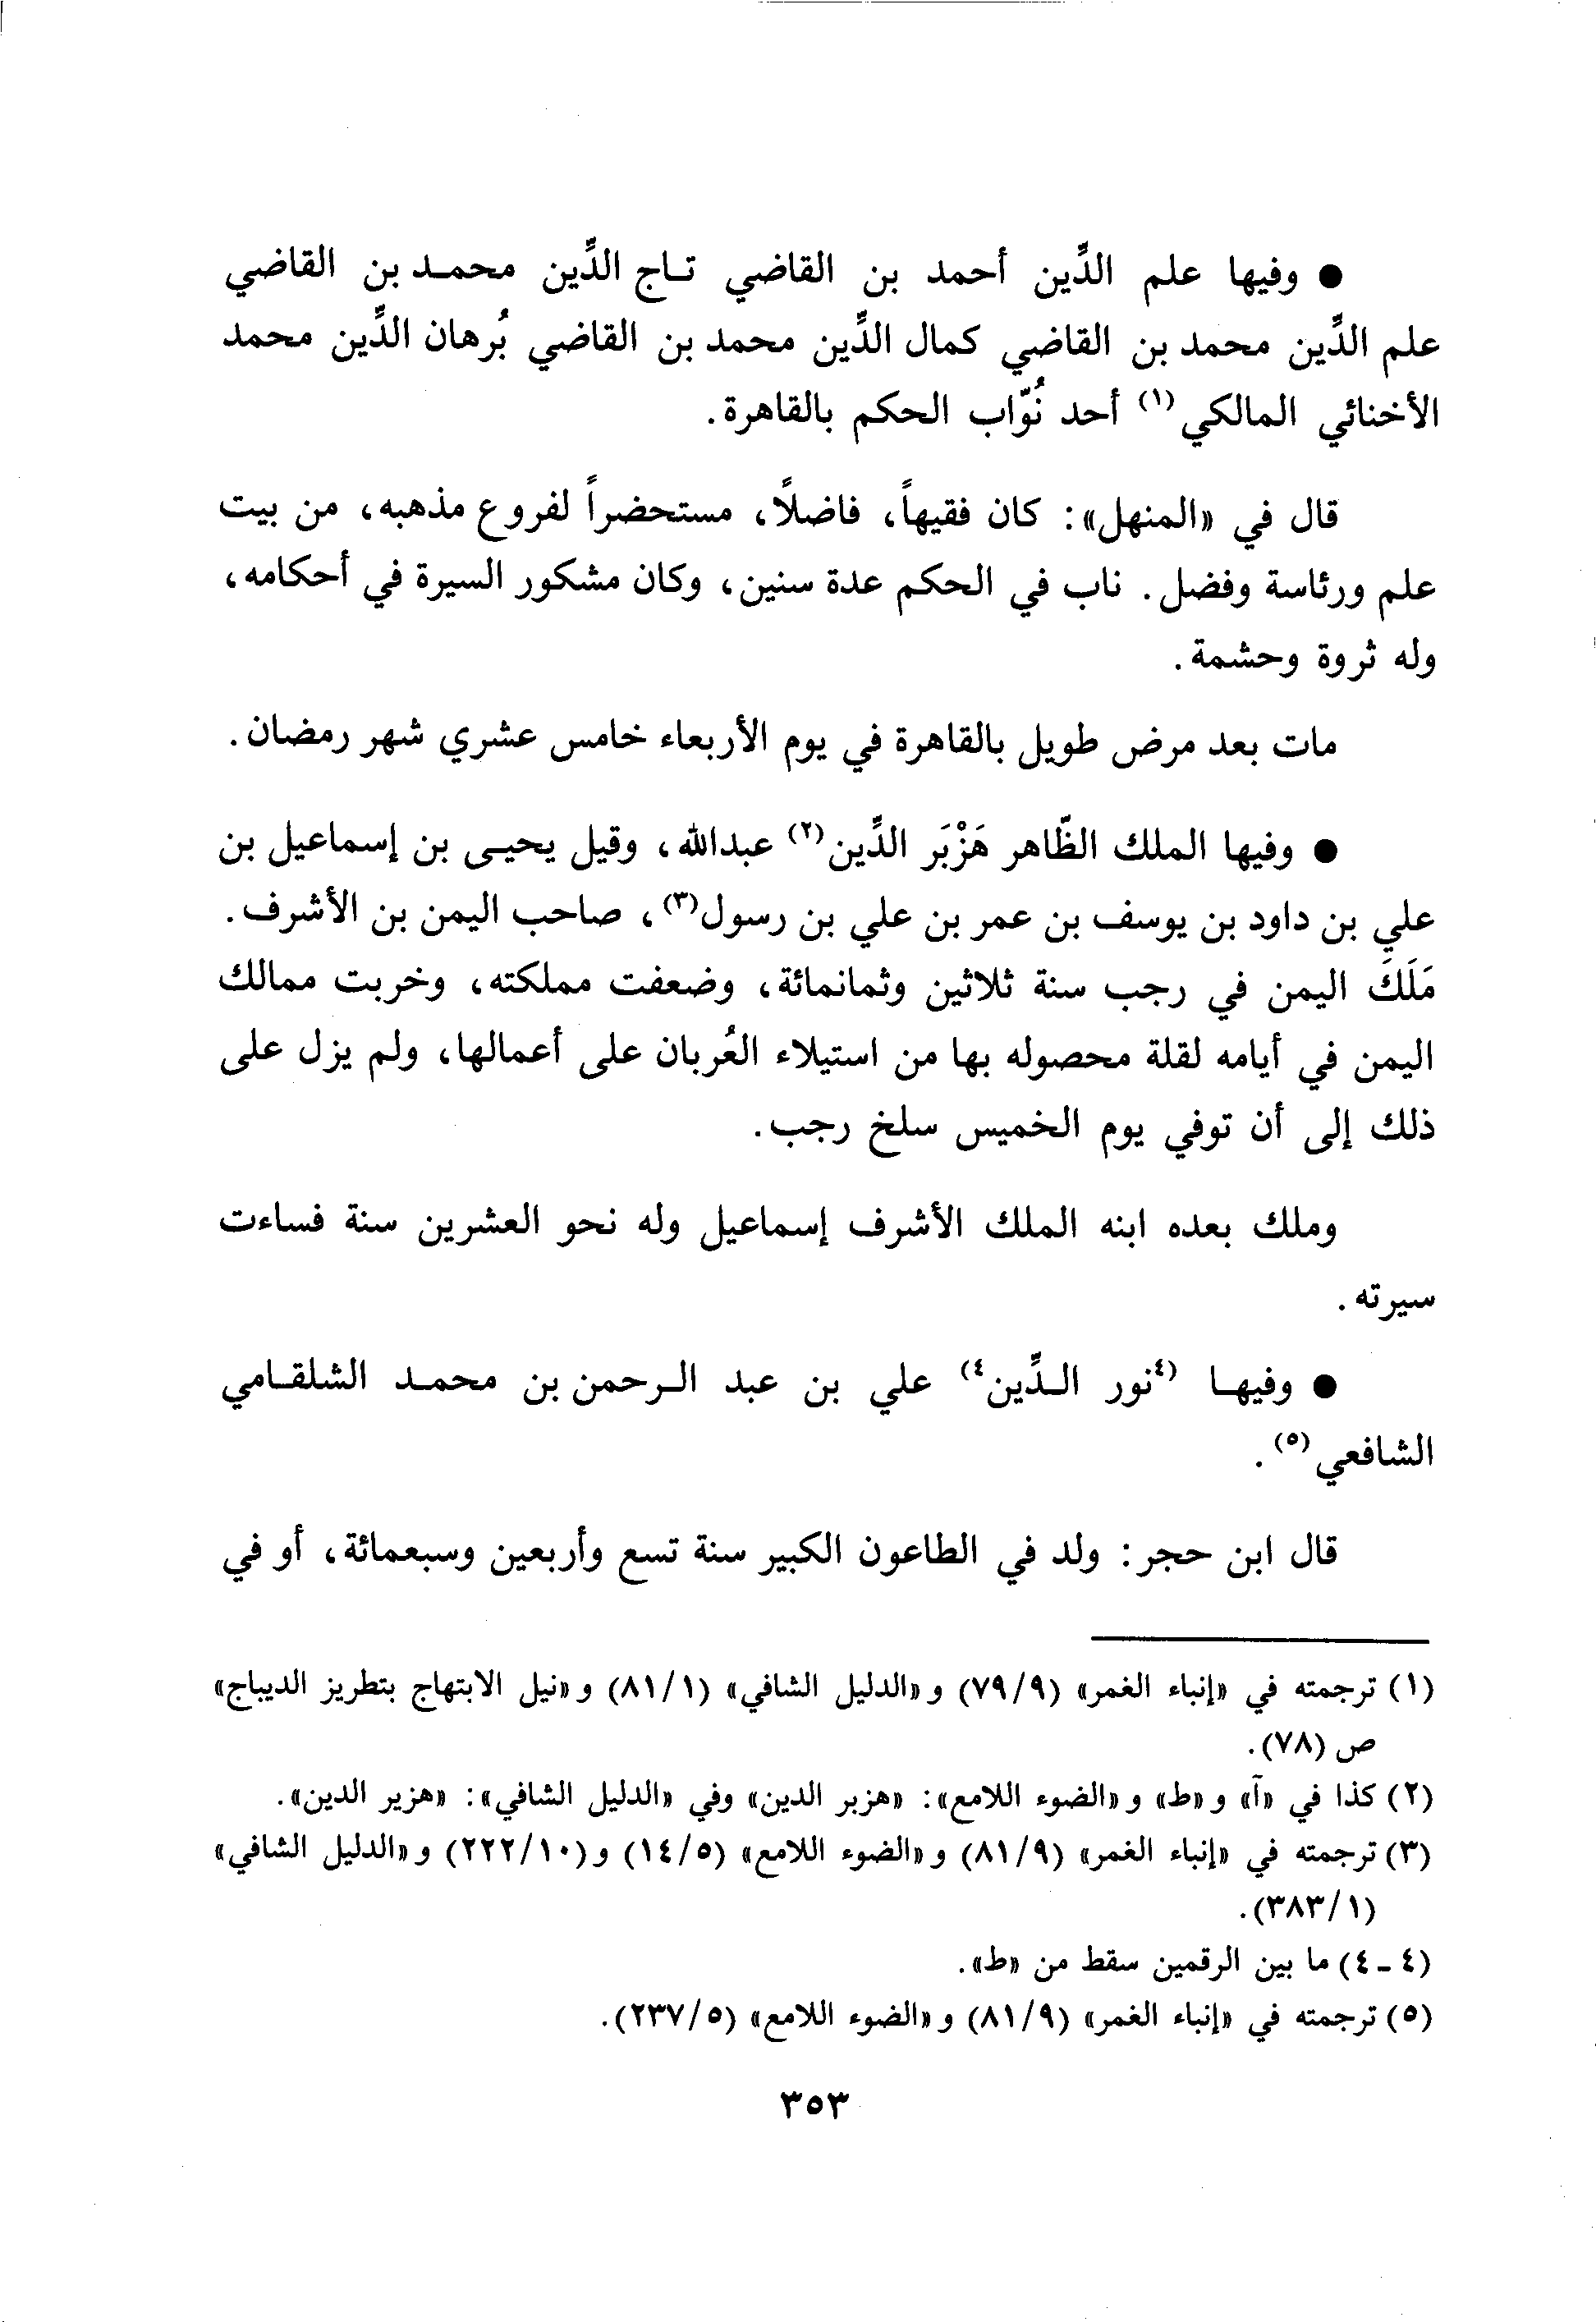 ● وفيها علم الدِّين أحمد بن القاضي تاج الدِّين محمد بن القاضي
علم الدِّين محمد بن القاضي كمال الدِّين محمد بن القاضي بُرهان الدِّين محمد
الأخنائي المالكي(١) أحد نُوّاب الحكم بالقاهرة.
قال في «المنهل»: كان فقيهاً، فاضلاً، مستحضراً لفروع مذهبه، من بيت
علم ورئاسة وفضل. ناب في الحكم عدة سنين، وكان مشكور السيرة في أحكامه،
وله ثروة وحشمة.
مات بعد مرض طويل بالقاهرة في يوم الأربعاء خامس عشري شهر رمضان.
● وفيها الملك الظّاهر هَزْبَر الدِّين(٢) عبدالله، وقيل يحيى بن إسماعيل بن
علي بن داود بن يوسف بن عمر بن علي بن رسول(٣)، صاحب اليمن بن الأشرف.
مَلَكَ اليمن في رجب سنة ثلاثين وثمانمائة، وضعفت مملكته، وخربت ممالك
اليمن في أيامه لقلة محصوله بها من استيلاء العُربان على أعمالها، ولم يزل على
ذلك إلى أن توفي يوم الخميس سلخ رجب.
وملك بعده ابنه الملك الأشرف إسماعيل وله نحو العشرين سنة فساءت
سيرته.
● وفيها (٤نور الدِّين٤) علي بن عبد الرحمن بن محمد الشلقامي
الشافعي(٥).
قال ابن حجر: ولد في الطاعون الكبير سنة تسع وأربعين وسبعمائة، أو في
(١) ترجمته في «إنباء الغمر» (٧٩/٩) و«الدليل الشافي» (٨١/١) و«نيل الابتهاج بتطريز الديباج»
ص (٧٨).
(٢) كذا في «آ» و«ط» و«الضوء اللامع»: «هزبر الدين» وفي «الدليل الشافي»: «هزير الدين».
(٣) ترجمته في «إنباء الغمر» (٨١/٩) و«الضوء اللامع» (١٤/٥) و(٢٢٢/١٠) و«الدليل الشافي»
(٣٨٣/١).
(٤ - ٤) ما بين الرقمين سقط من «ط».
(٥) ترجمته في «إنباء الغمر» (٨١/٩) و«الضوء اللامع» (٢٣٧/٥).
٣٥٣